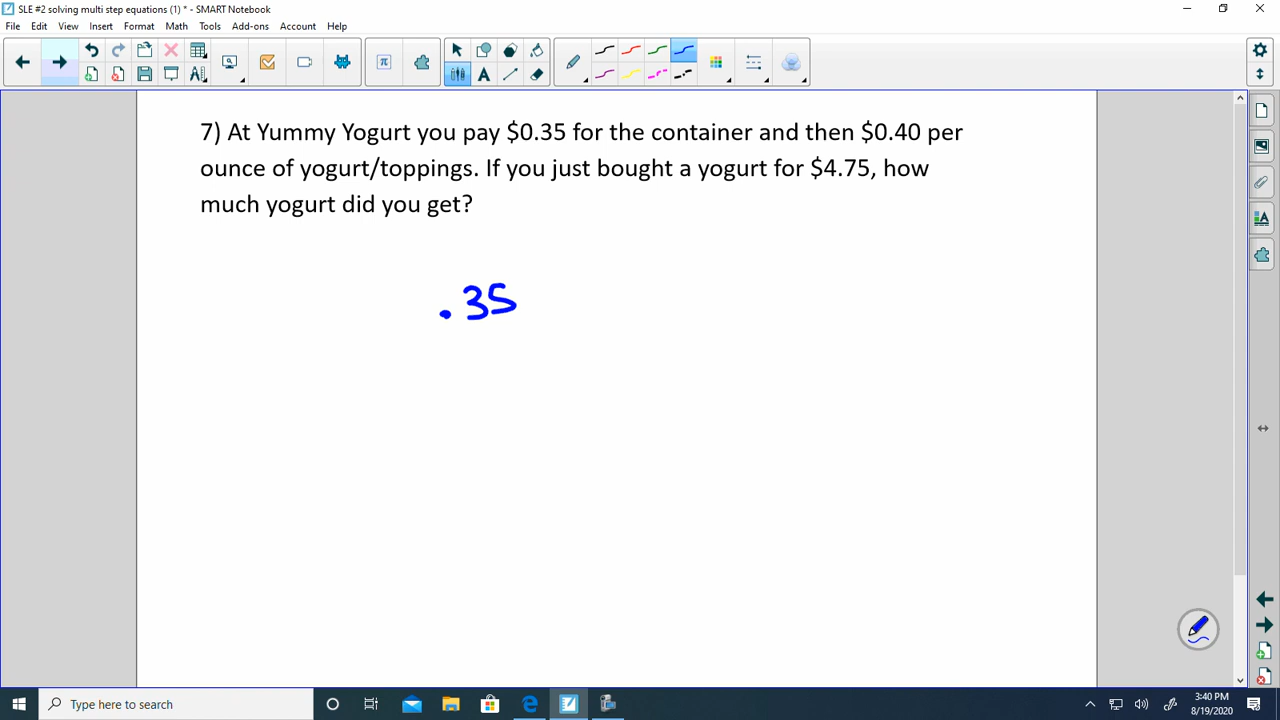 SLE #2 solving multi step equations (1) * - SMART Notebook
File Edit View Insert Format Math Tools Add-ons Account Help
7) At Yummy Yogurt you pay $0.35 for the container and then $0.40 per
ounce of yogurt/toppings. If you just bought a yogurt for $4.75, how
much yogurt did you get?
.35
Type here to search
3:40 PM
8/19/2020